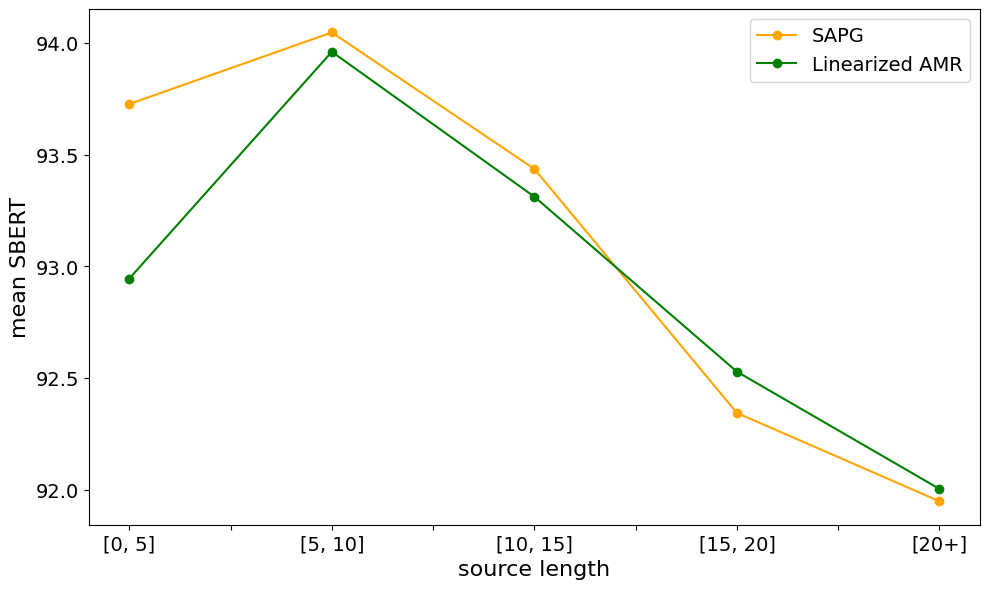 SAPG
Linearized AMR
mean SBERT
94.0
93.5
93.0
92.5
92.0
[0, 5]
[5, 10]
[10, 15]
[15, 20]
[20+]
source length